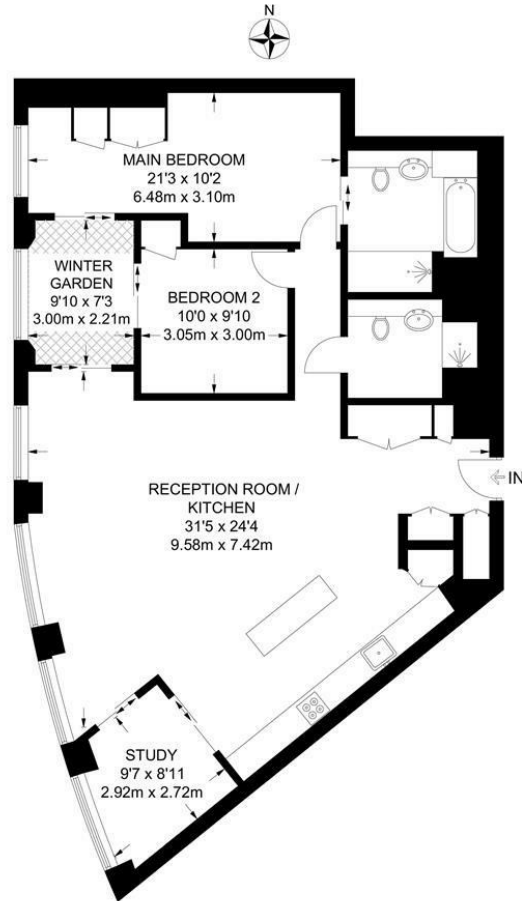 N
MAIN BEDROOM
21'3 x 10'2
6.48m x 3.10m
WINTER
GARDEN
9'10 x 7'3
3.00m x 2.21m
BEDROOM 2
10'0 x 9'10
3.05m x 3.00m
IN
RECEPTION ROOM /
KITCHEN
31'5 x 24'4
9.58m x 7.42m
STUDY
9'7 x 8'11
2.92m x 2.72m